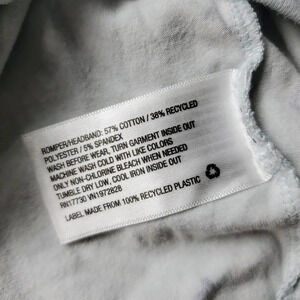 ROMPER/HEADBAND: 57% COTTON / 38% RECYCLED
POLYESTER / 5% SPANDEX
WASH BEFORE WEAR, TURN GARMENT INSIDE OUT
MACHINE WASH COLD WITH LIKE COLORS
ONLY NON-CHLORINE BLEACH WHEN NEEDED
TUMBLE DRY LOW, COOL IRON INSIDE OUT
RN17730 VN1972828
LABEL MADE FROM 100% RECYCLED PLASTIC